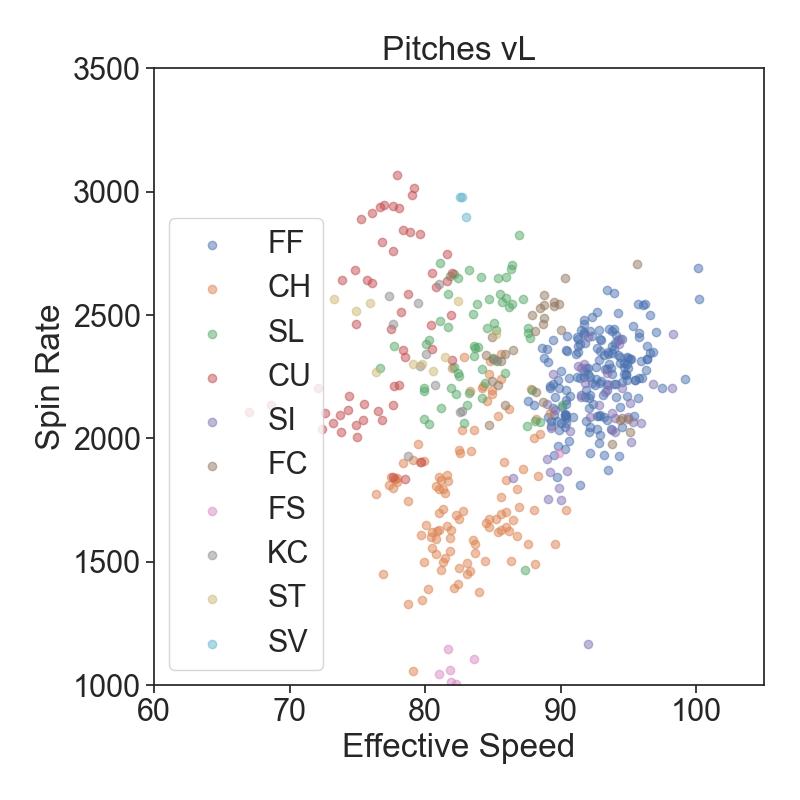 Pitches vL
3500
3000
2500
2000
1500
1000
Spin Rate
FF
CH
SL
CU
SI
FC
FS
KC
ST
SV
60 70 80 90 100
Effective Speed